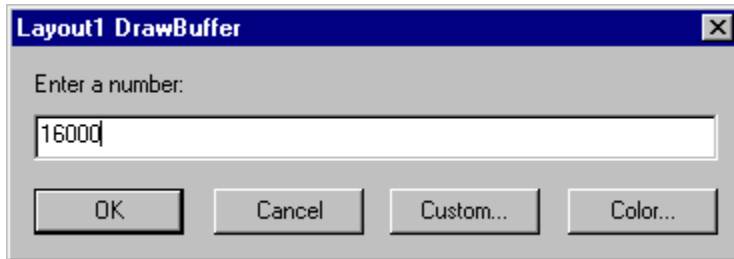 Layout1 DrawBuffer
Enter a number:
16000
OK Cancel Custom... Color...